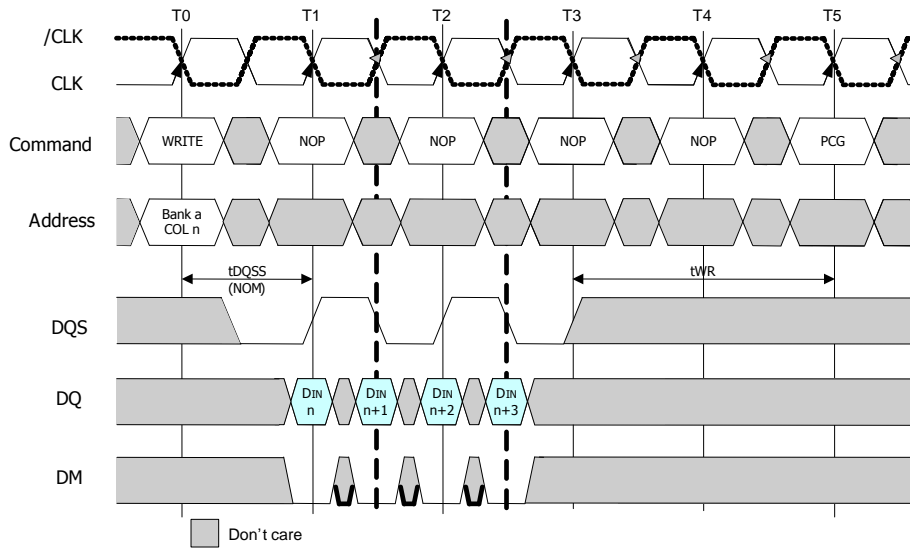 T0 T1 T2 T3 T4 T5
/CLK
CLK
Command WRITE NOP NOP NOP NOP PCG
Address Bank a
COL n
tDQSS
(NOM)
tWR
DQS
DQ DIN
n
DIN
n+1
DIN
n+2
DIN
n+3
DM
Don't care